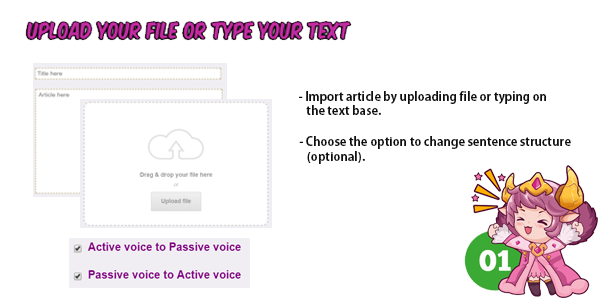 UPLOAD YOUR FILE OR TYPE YOUR TEXT
Title here
Article here
Drag & drop your file here
or
Upload file
- Import article by uploading file or typing on
the text base.
- Choose the option to change sentence structure
(optional).
Active voice to Passive voice
Passive voice to Active voice
01